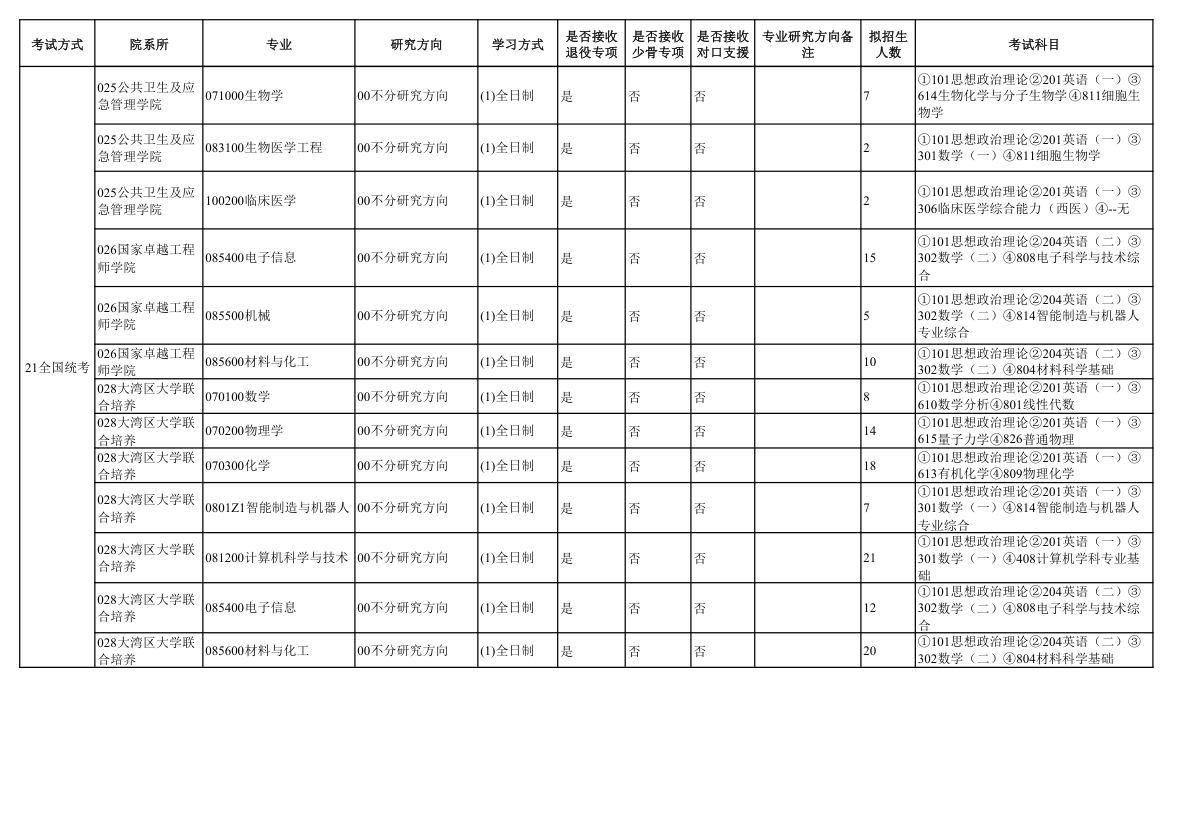 考试方式 院系所 专业 研究方向 学习方式 是否接收退役专项 是否接收少骨专项 是否接收对口支援 专业研究方向备注 拟招生人数 考试科目
21全国统考
025公共卫生及应急管理学院 071000生物学 00不分研究方向 (1)全日制 是 否 否 7 ①101思想政治理论②201英语（一）③614生物化学与分子生物学④811细胞生物学
025公共卫生及应急管理学院 083100生物医学工程 00不分研究方向 (1)全日制 是 否 否 2 ①101思想政治理论②201英语（一）③301数学（一）④811细胞生物学
025公共卫生及应急管理学院 100200临床医学 00不分研究方向 (1)全日制 是 否 否 2 ①101思想政治理论②201英语（一）③306临床医学综合能力（西医）④--无
026国家卓越工程师学院 085400电子信息 00不分研究方向 (1)全日制 是 否 否 15 ①101思想政治理论②204英语（二）③302数学（二）④808电子科学与技术综合
026国家卓越工程师学院 085500机械 00不分研究方向 (1)全日制 是 否 否 5 ①101思想政治理论②204英语（二）③302数学（二）④814智能制造与机器人专业综合
026国家卓越工程师学院 085600材料与化工 00不分研究方向 (1)全日制 是 否 否 10 ①101思想政治理论②204英语（二）③302数学（二）④804材料科学基础
028大湾区大学联合培养 070100数学 00不分研究方向 (1)全日制 是 否 否 8 ①101思想政治理论②201英语（一）③610数学分析④801线性代数
028大湾区大学联合培养 070200物理学 00不分研究方向 (1)全日制 是 否 否 14 ①101思想政治理论②201英语（一）③615量子力学④826普通物理
028大湾区大学联合培养 070300化学 00不分研究方向 (1)全日制 是 否 否 18 ①101思想政治理论②201英语（一）③613有机化学④809物理化学
028大湾区大学联合培养 0801Z1智能制造与机器人 00不分研究方向 (1)全日制 是 否 否 7 ①101思想政治理论②201英语（一）③301数学（一）④814智能制造与机器人专业综合
028大湾区大学联合培养 081200计算机科学与技术 00不分研究方向 (1)全日制 是 否 否 21 ①101思想政治理论②201英语（一）③301数学（一）④408计算机学科专业基础
028大湾区大学联合培养 085400电子信息 00不分研究方向 (1)全日制 是 否 否 12 ①101思想政治理论②204英语（二）③302数学（二）④808电子科学与技术综合
028大湾区大学联合培养 085600材料与化工 00不分研究方向 (1)全日制 是 否 否 20 ①101思想政治理论②204英语（二）③302数学（二）④804材料科学基础